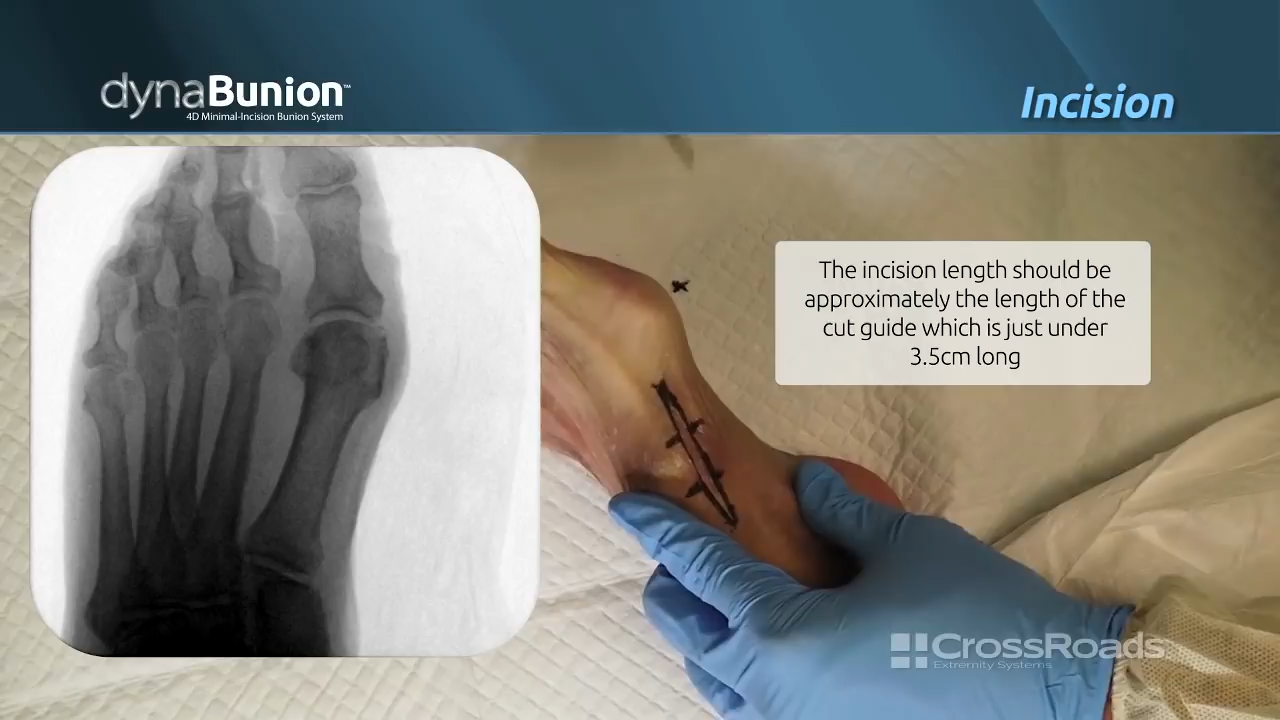 dynaBunion™
4D Minimal-Incision Bunion System
Incision
The incision length should be
approximately the length of the
cut guide which is just under
3.5cm long
CrossRoads
Extremity Systems